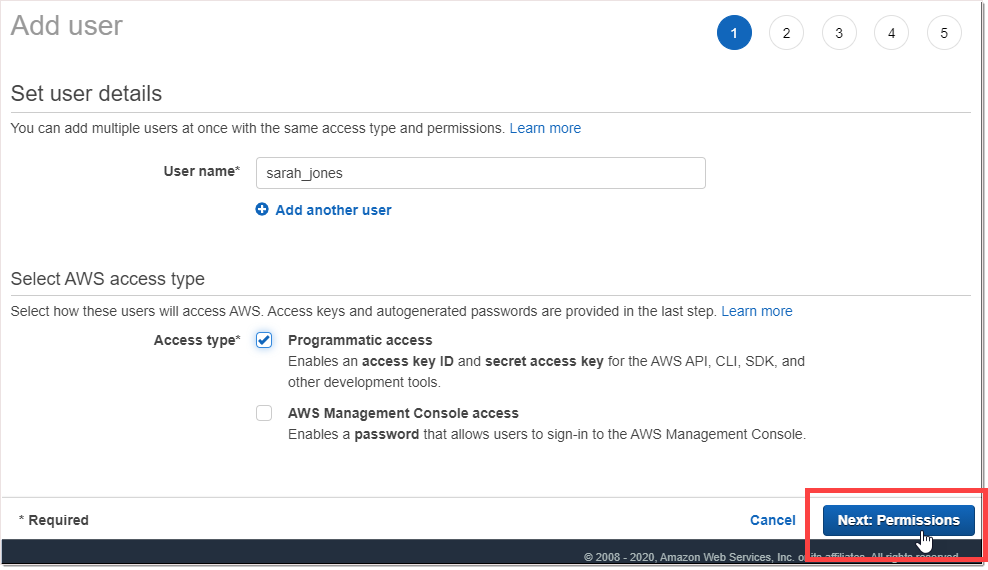 Add user
1 2 3 4 5
Set user details
You can add multiple users at once with the same access type and permissions. Learn more
User name*
sarah_jones
Add another user
Select AWS access type
Select how these users will access AWS. Access keys and autogenerated passwords are provided in the last step. Learn more
Access type*
Programmatic access
Enables an access key ID and secret access key for the AWS API, CLI, SDK, and
other development tools.
AWS Management Console access
Enables a password that allows users to sign-in to the AWS Management Console.
* Required
Cancel
Next: Permissions
© 2008 - 2020, Amazon Web Services, Inc. or its affiliates. All rights reserved.